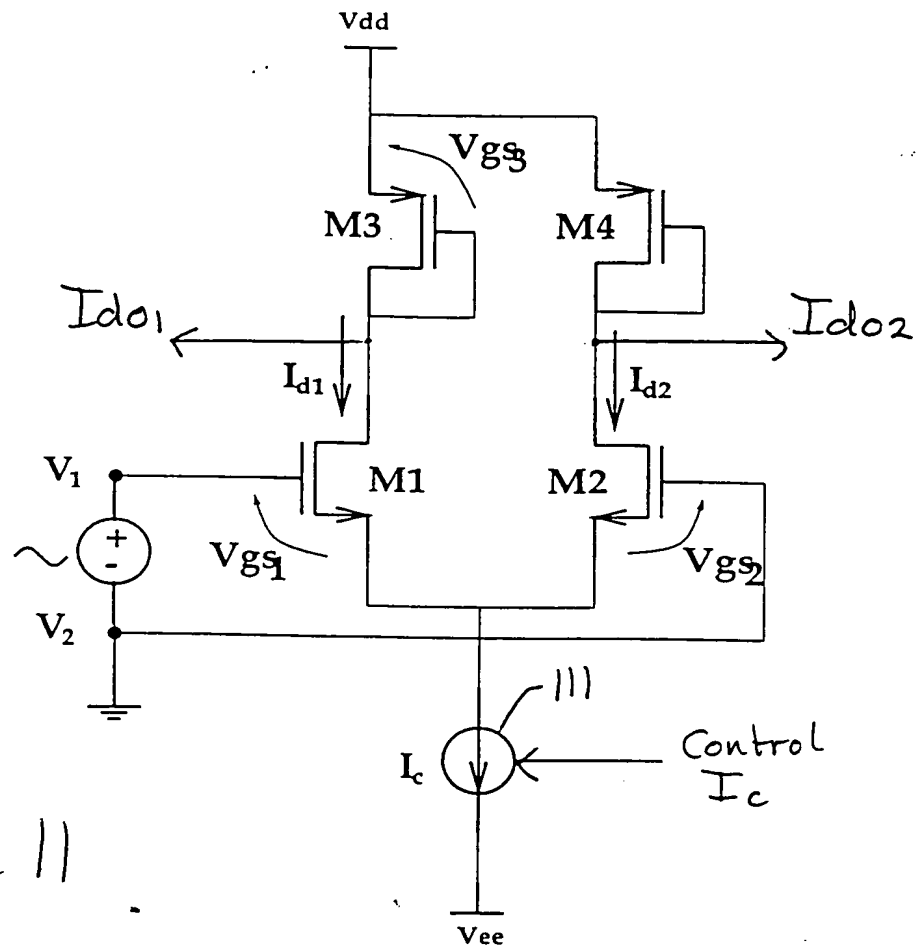 Vdd
Vgs3
M3
M4
Ido1
Ido2
Id1
Id2
V1
M1
M2
+
-
Vgs1
Vgs2
V2
111
Ic
Control
Ic
11
Vee